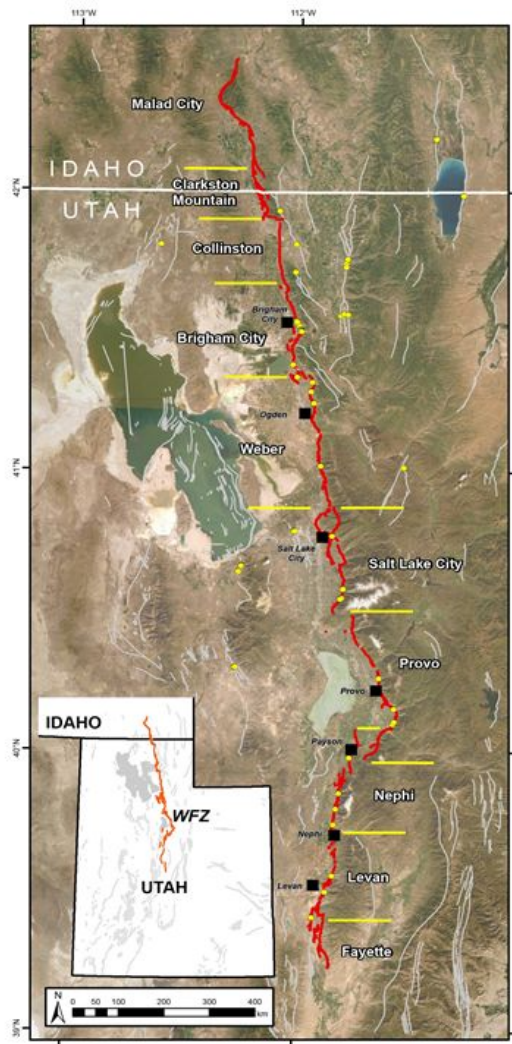 113°W
112°W
Malad City
IDAHO
42°N
UTAH
Clarkston
Mountain
Collinston
Brigham
City
Brigham City
Ogden
Weber
41°N
Salt Lake
City
Salt Lake City
Provo
Provo
Payson
40°N
Nephi
Nephi
Levan
Levan
Fayette
39°N
IDAHO
WFZ
UTAH
N
0 50 100 200 300 400
km